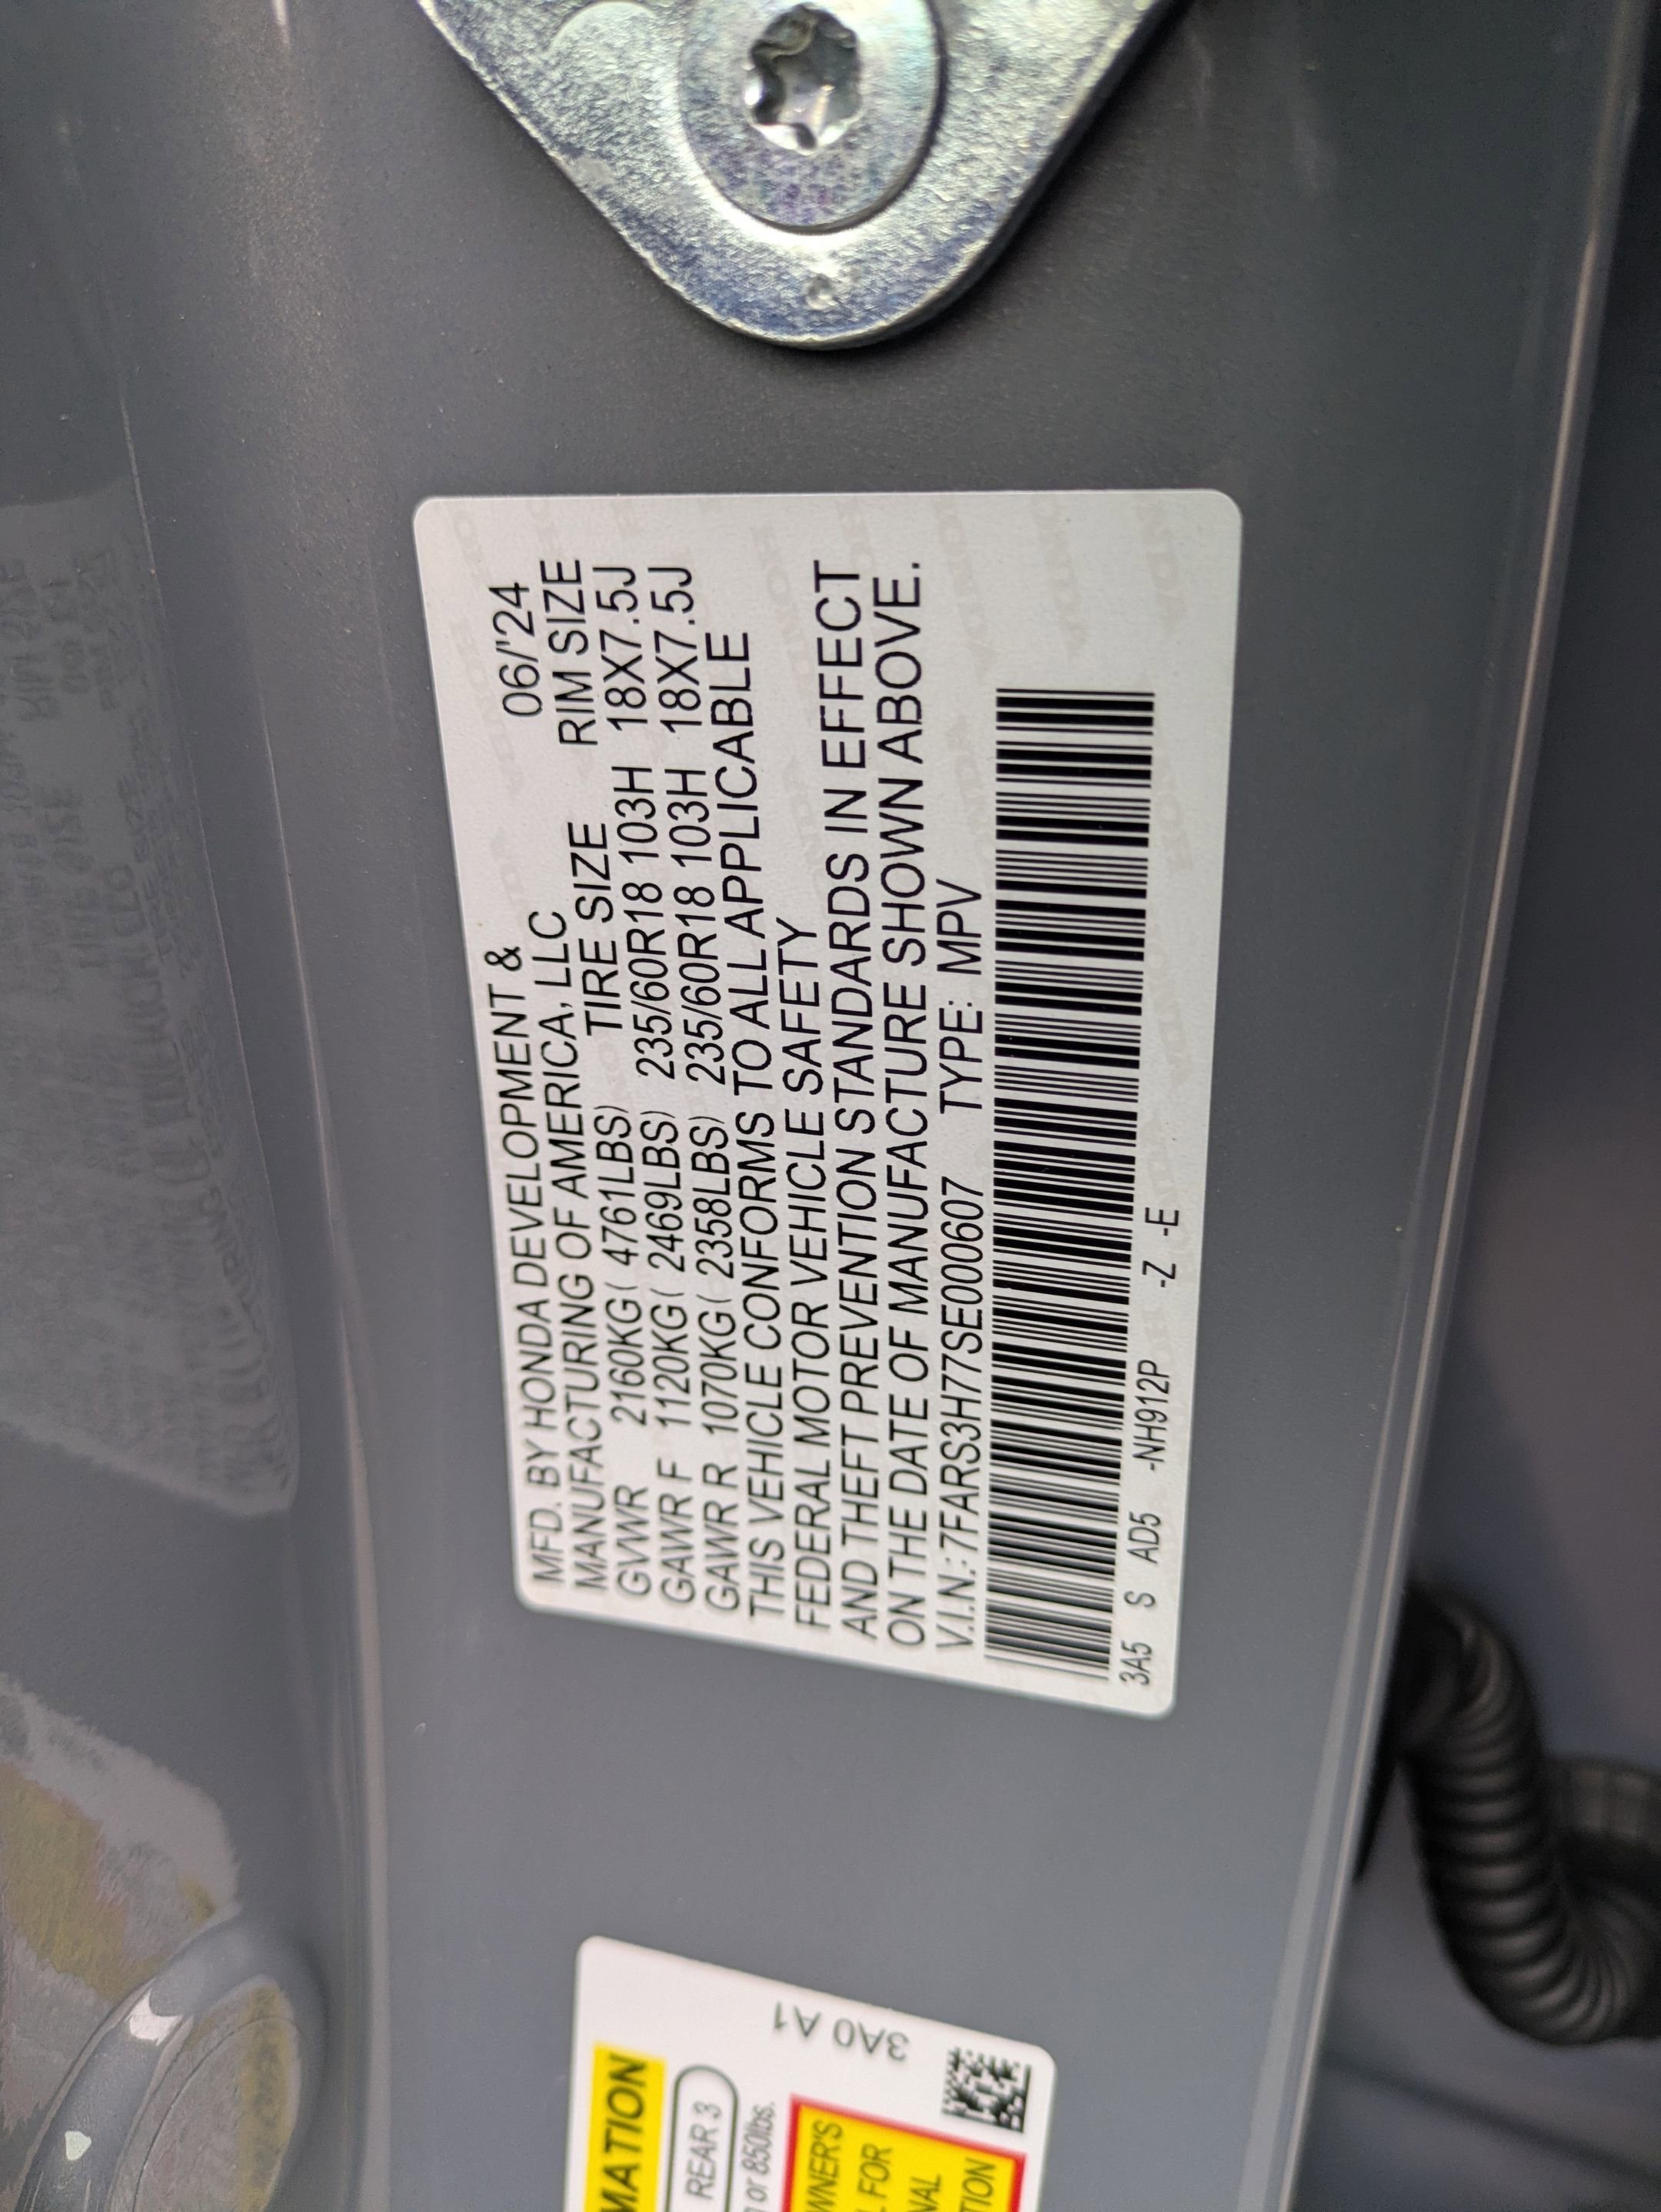 MFD. BY HONDA DEVELOPMENT &
MANUFACTURING OF AMERICA, LLC 06/'24
TIRE SIZE RIM SIZE
GVWR 2160KG( 4761LBS)
GAWR F 1120KG( 2469LBS) 235/60R18 103H 18X7.5J
GAWR R 1070KG( 2358LBS) 235/60R18 103H 18X7.5J
THIS VEHICLE CONFORMS TO ALL APPLICABLE
FEDERAL MOTOR VEHICLE SAFETY
AND THEFT PREVENTION STANDARDS IN EFFECT
ON THE DATE OF MANUFACTURE SHOWN ABOVE.
V.I.N.:7FARS3H77SE000607 TYPE: MPV
3A5 S AD5 -NH912P -Z -E
MATION
REAR 3
or 850lbs.
WNER'S
FOR
NAL
TION
3A0 A1